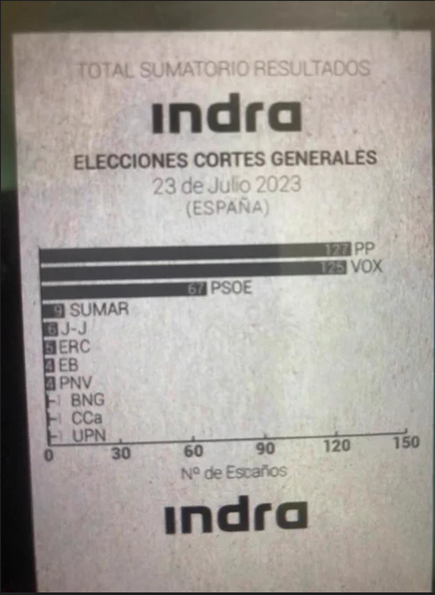 TOTAL SUMATORIO RESULTADOS
indra
ELECCIONES CORTES GENERALES
23 de Julio 2023
(ESPAÑA)
127 PP
125 VOX
67 PSOE
9 SUMAR
6 J-J
5 ERC
4 EB
4 PNV
1 BNG
1 CCa
1 UPN
0 30 60 90 120 150
Nº de Escaños
indra